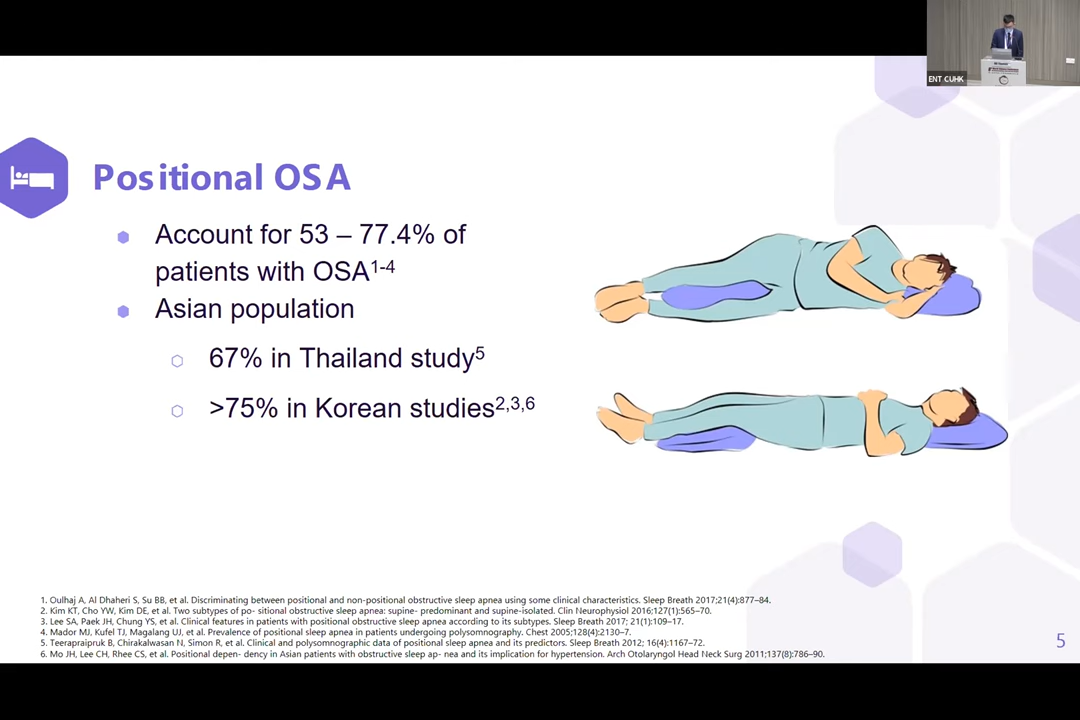 ENT CUHK
Positional OSA
Account for 53 – 77.4% of
patients with OSA1-4
Asian population
67% in Thailand study5
>75% in Korean studies2,3,6
1. Oulhaj A, Al Dhaheri S, Su BB, et al. Discriminating between positional and non-positional obstructive sleep apnea using some clinical characteristics. Sleep Breath 2017;21(4):877–84.
2. Kim KT, Cho YW, Kim DE, et al. Two subtypes of po- sitional obstructive sleep apnea: supine- predominant and supine-isolated. Clin Neurophysiol 2016;127(1):565–70.
3. Lee SA, Paek JH, Chung YS, et al. Clinical features in patients with positional obstructive sleep apnea according to its subtypes. Sleep Breath 2017; 21(1):109–17.
4. Mador MJ, Kufel TJ, Magalang UJ, et al. Prevalence of positional sleep apnea in patients undergoing polysomnography. Chest 2005;128(4):2130–7.
5. Teerapraipruk B, Chirakalwasan N, Simon R, et al. Clinical and polysomnographic data of positional sleep apnea and its predictors. Sleep Breath 2012; 16(4):1167–72.
6. Mo JH, Lee CH, Rhee CS, et al. Positional depen- dency in Asian patients with obstructive sleep ap- nea and its implication for hypertension. Arch Otolaryngol Head Neck Surg 2011;137(8):786–90.
5